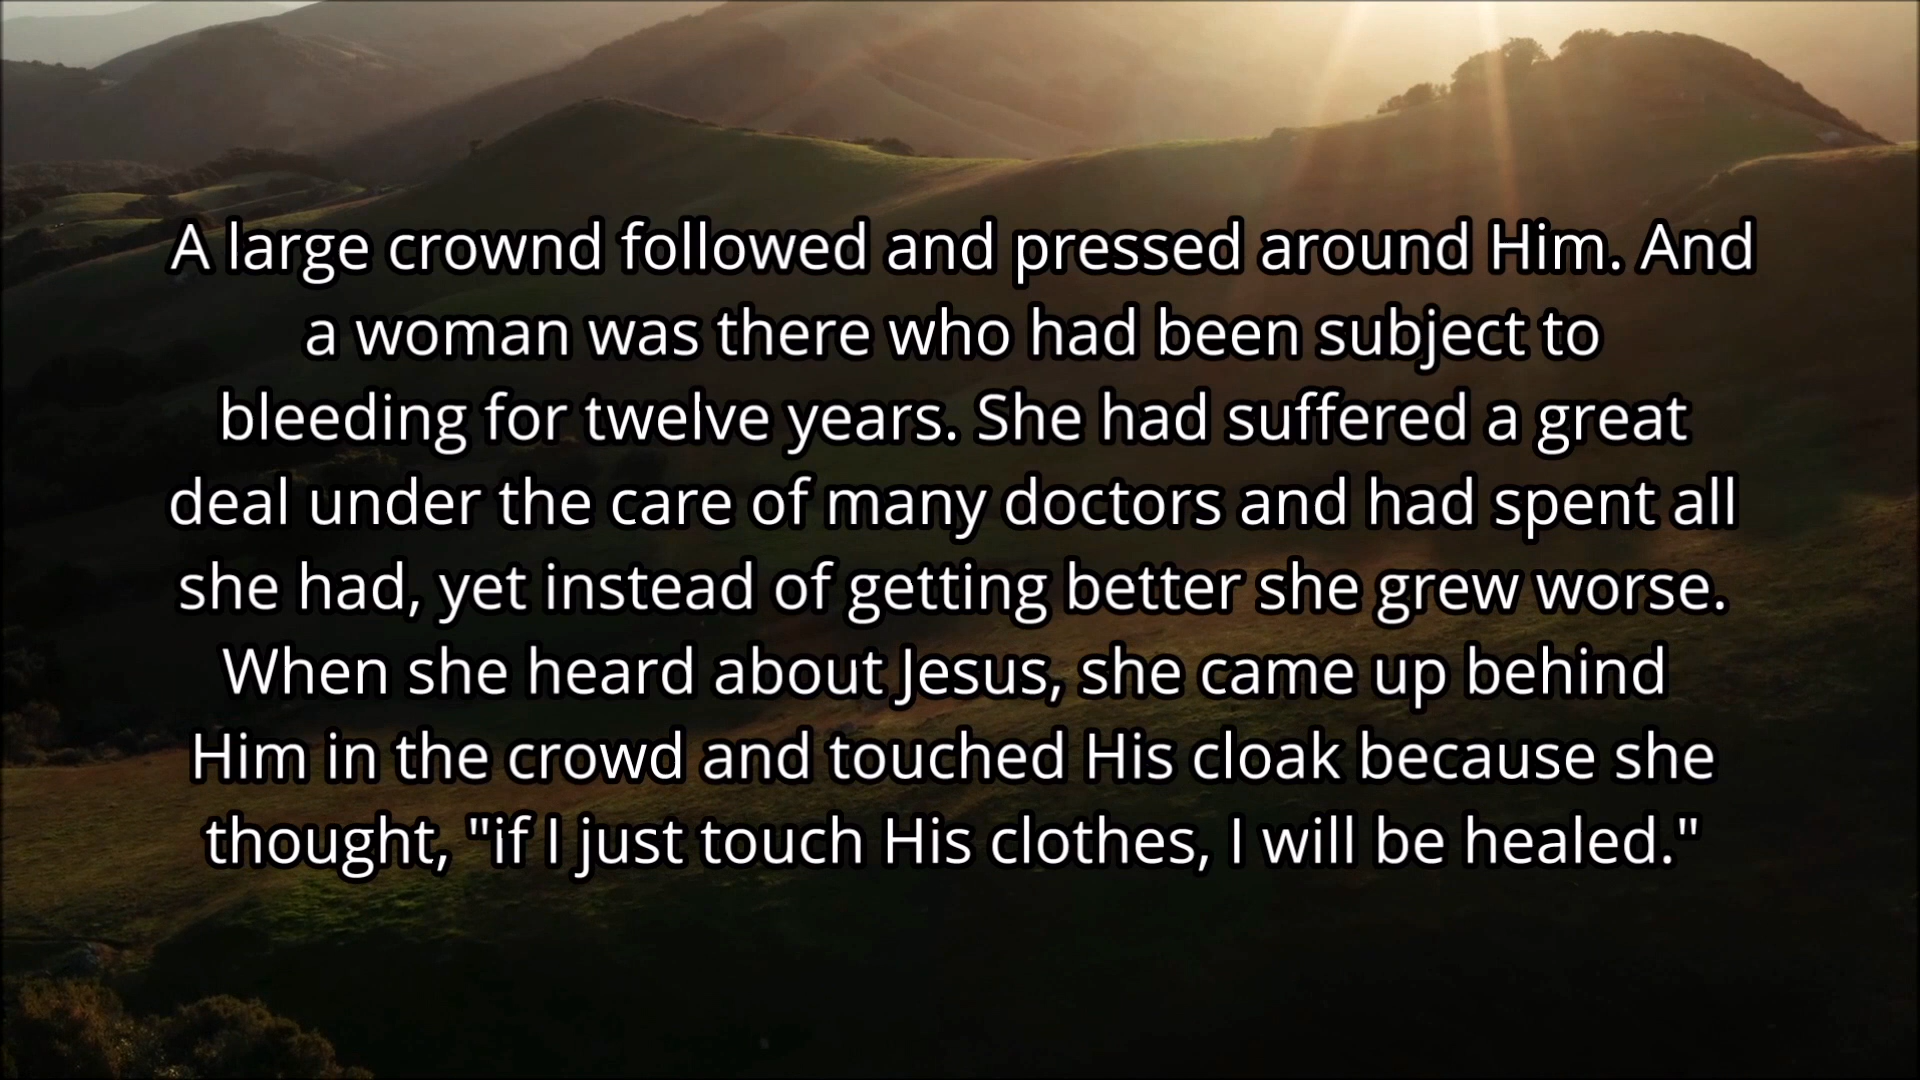 A large crownd followed and pressed around Him. And
a woman was there who had been subject to
bleeding for twelve years. She had suffered a great
deal under the care of many doctors and had spent all
she had, yet instead of getting better she grew worse.
When she heard about Jesus, she came up behind
Him in the crowd and touched His cloak because she
thought, "if I just touch His clothes, I will be healed."